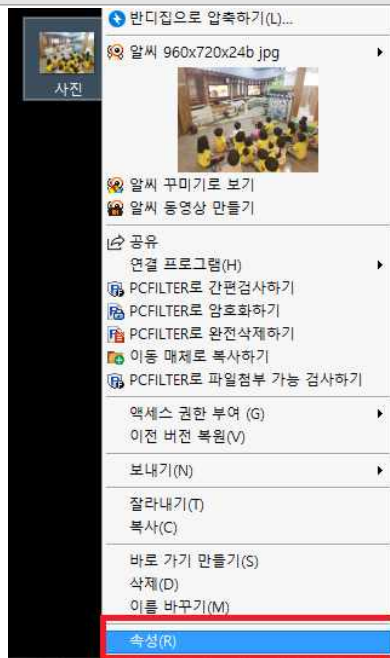 반디집으로 압축하기(L)...
알씨 960x720x24b jpg
사진
알씨 꾸미기로 보기
알씨 동영상 만들기
공유
연결 프로그램(H)
PCFILTER로 간편검사하기
PCFILTER로 암호화하기
PCFILTER로 완전삭제하기
이동 매체로 복사하기
PCFILTER로 파일첨부 가능 검사하기
액세스 권한 부여 (G)
이전 버전 복원(V)
보내기(N)
잘라내기(T)
복사(C)
바로 가기 만들기(S)
삭제(D)
이름 바꾸기(M)
속성(R)